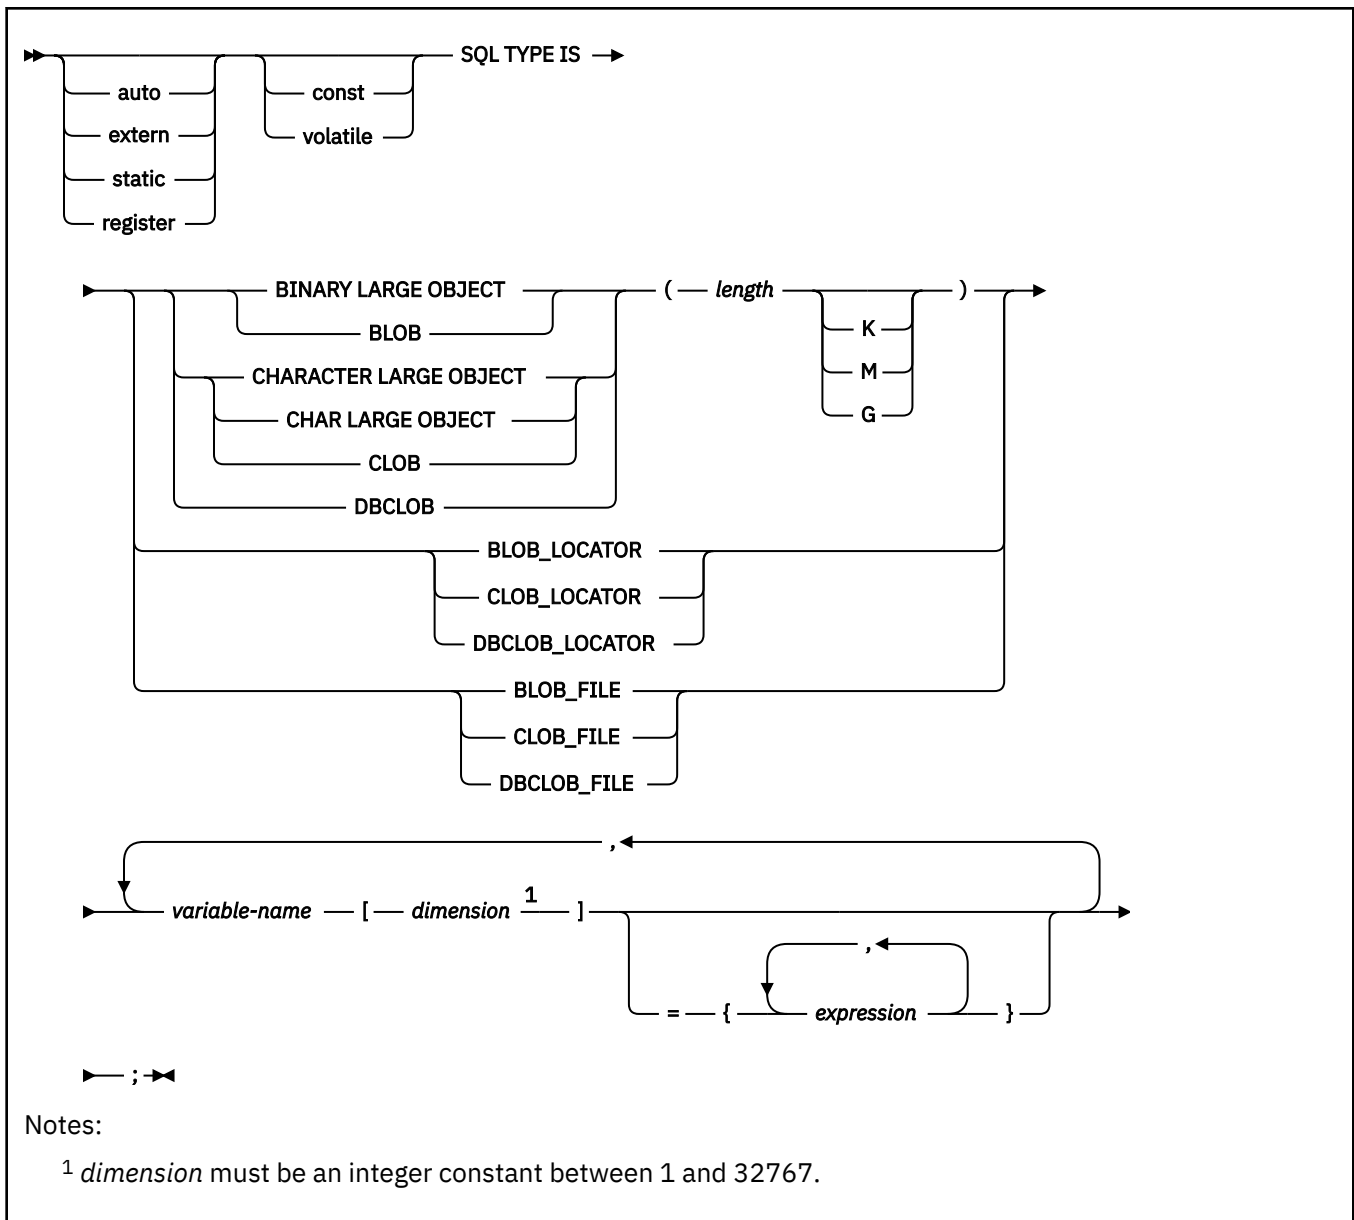 SQL TYPE IS
auto
const
extern
volatile
static
register
BINARY LARGE OBJECT ( length )
BLOB
K
CHARACTER LARGE OBJECT
M
CHAR LARGE OBJECT
G
CLOB
DBCLOB
BLOB_LOCATOR
CLOB_LOCATOR
DBCLOB_LOCATOR
BLOB_FILE
CLOB_FILE
DBCLOB_FILE
,
variable-name [ dimension 1 ]
,
= { expression }
;
Notes:
1 dimension must be an integer constant between 1 and 32767.